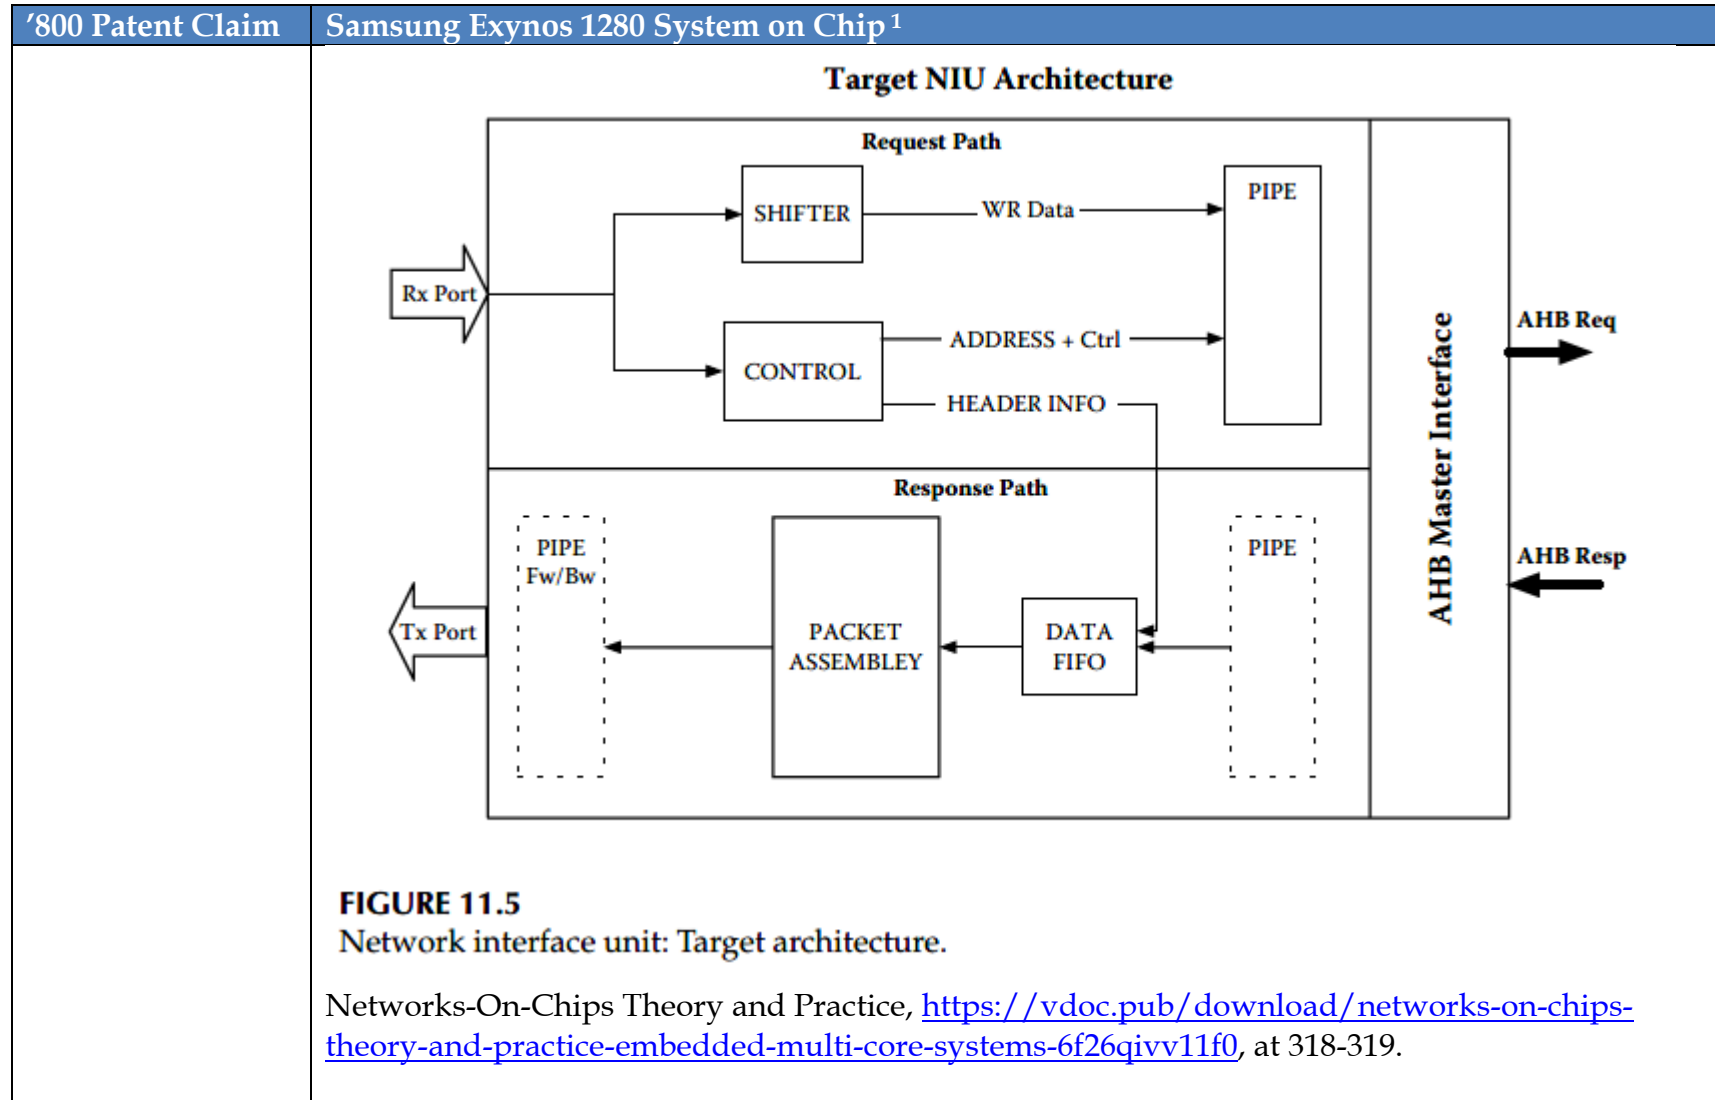 ’800 Patent Claim
Samsung Exynos 1280 System on Chip 1
Target NIU Architecture
Request Path
SHIFTER
WR Data
PIPE
Rx Port
CONTROL
ADDRESS + Ctrl
HEADER INFO
AHB Master Interface
AHB Req
Response Path
PIPE
Fw/Bw
PACKET
ASSEMBLEY
DATA
FIFO
PIPE
AHB Resp
Tx Port
FIGURE 11.5
Network interface unit: Target architecture.
Networks-On-Chips Theory and Practice, https://vdoc.pub/download/networks-on-chips-
theory-and-practice-embedded-multi-core-systems-6f26qivv11f0, at 318-319.